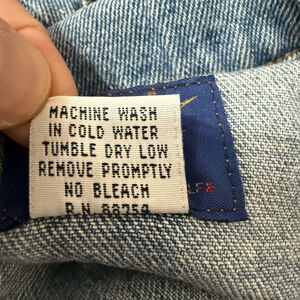 MACHINE WASH
IN COLD WATER
TUMBLE DRY LOW
REMOVE PROMPTLY
NO BLEACH
R.N. 88759